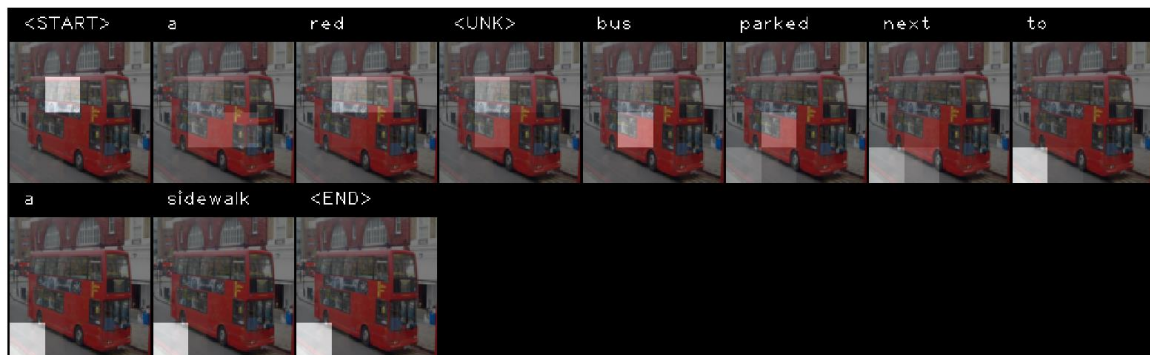 <START> a red <UNK> bus parked next to
a sidewalk <END>